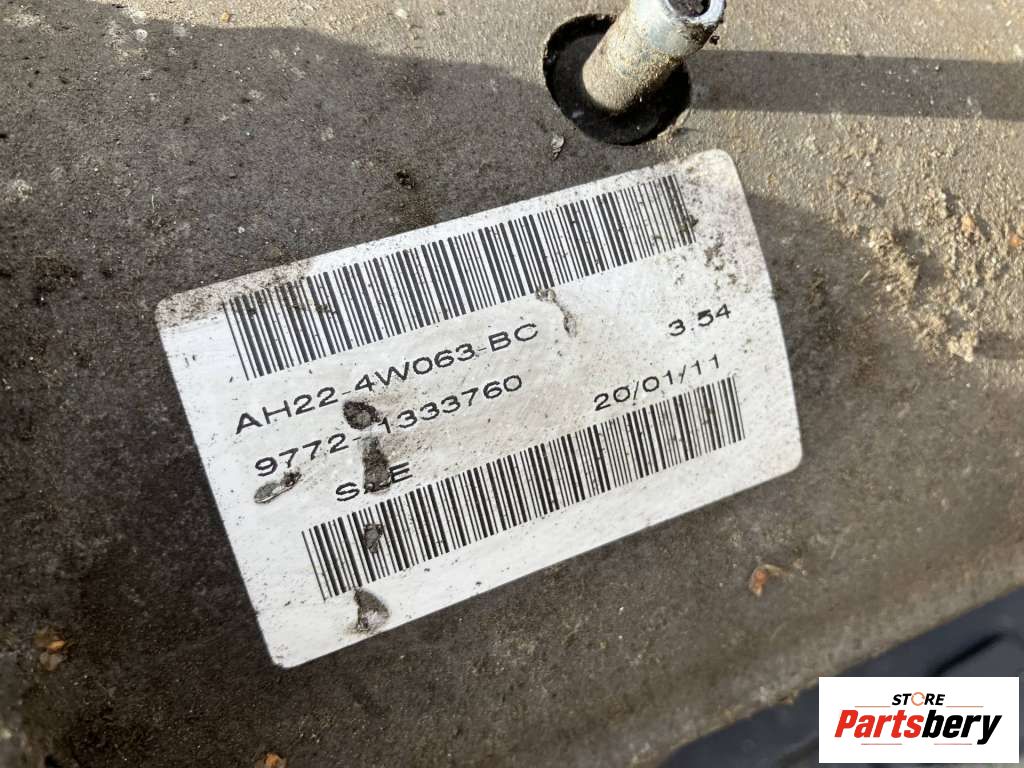 AH22-4W063-BC
3.54
9772-1333760
20/01/11
STORE
Partsbery